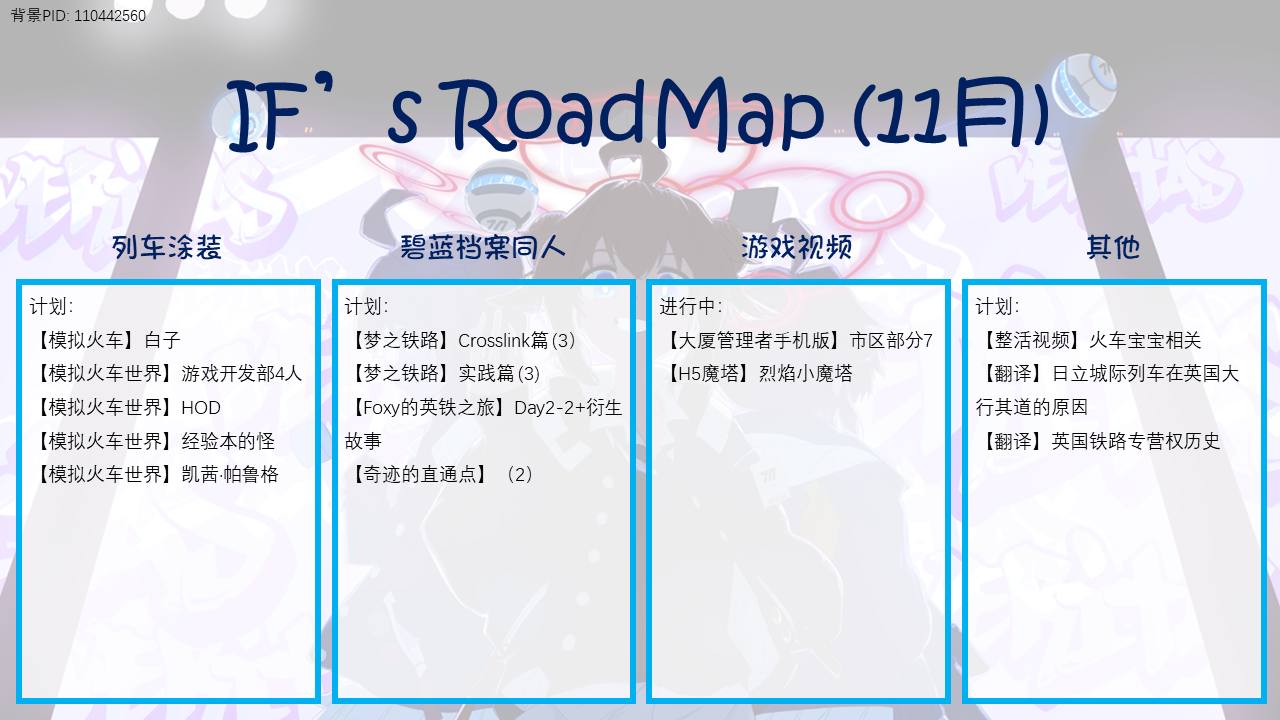 背景PID: 110442560
IF’s RoadMap (11月)
列车涂装
计划：
【模拟火车】白子
【模拟火车世界】游戏开发部4人
【模拟火车世界】HOD
【模拟火车世界】经验本的怪
【模拟火车世界】凯茜·帕鲁格
碧蓝档案同人
计划：
【梦之铁路】Crosslink篇(3)
【梦之铁路】实践篇(3)
【Foxy的英铁之旅】Day2-2+衍生
故事
【奇迹的直通点】（2）
游戏视频
进行中：
【大厦管理者手机版】市区部分7
【H5魔塔】烈焰小魔塔
其他
计划：
【整活视频】火车宝宝相关
【翻译】日立城际列车在英国大
行其道的原因
【翻译】英国铁路专营权历史
VERITAS
VERITAS